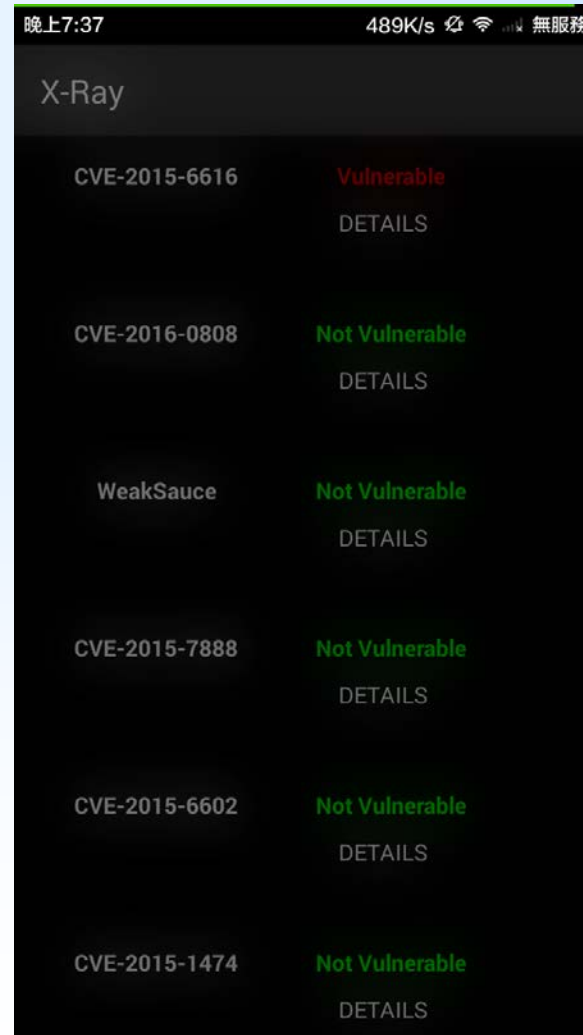 晚上7:37 489K/s 無服務
X-Ray
CVE-2015-6616 Vulnerable
DETAILS
CVE-2016-0808 Not Vulnerable
DETAILS
WeakSauce Not Vulnerable
DETAILS
CVE-2015-7888 Not Vulnerable
DETAILS
CVE-2015-6602 Not Vulnerable
DETAILS
CVE-2015-1474 Not Vulnerable
DETAILS